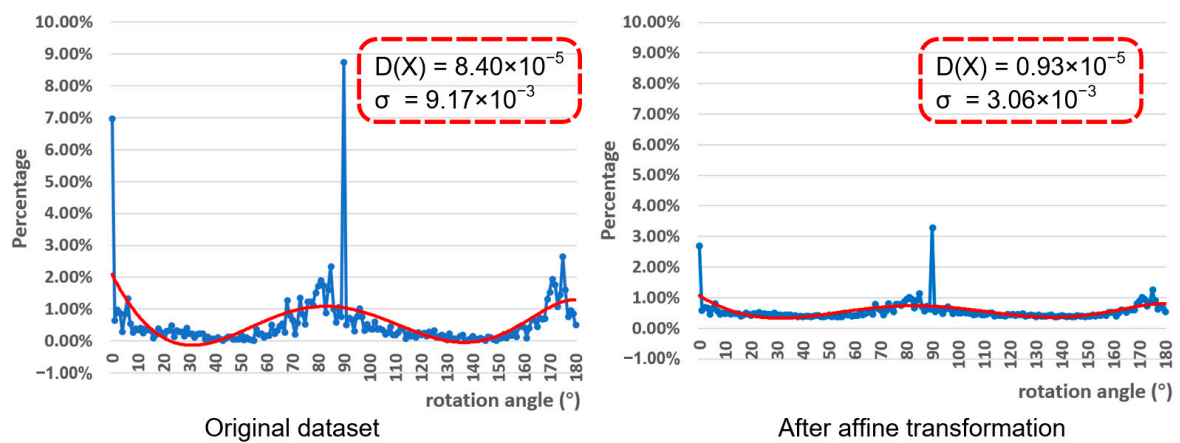 10.00%
9.00%
8.00%
7.00%
6.00%
5.00%
4.00%
3.00%
2.00%
1.00%
0.00%
−1.00%
Percentage
D(X) = 8.40×10⁻⁵
σ = 9.17×10⁻³
0 10 20 30 40 50 60 70 80 90 100 110 120 130 140 150 160 170 180
rotation angle (°)
Original dataset
10.00%
9.00%
8.00%
7.00%
6.00%
5.00%
4.00%
3.00%
2.00%
1.00%
0.00%
−1.00%
Percentage
D(X) = 0.93×10⁻⁵
σ = 3.06×10⁻³
0 10 20 30 40 50 60 70 80 90 100 110 120 130 140 150 160 170 180
rotation angle (°)
After affine transformation